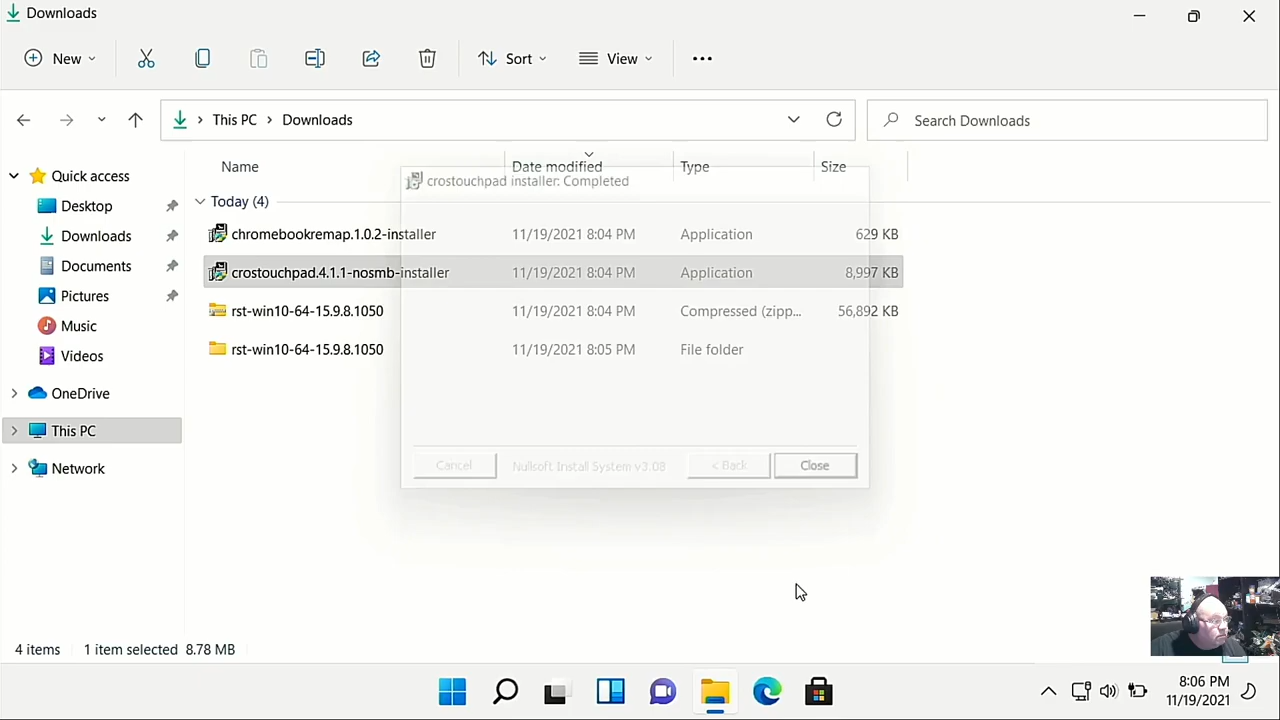 Downloads
New
Sort
View
This PC
Downloads
Search Downloads
Quick access
Desktop
Downloads
Documents
Pictures
Music
Videos
OneDrive
This PC
Network
Name
Date modified
Type
Size
crostouchpad installer: Completed
Today (4)
chromebookremap.1.0.2-installer 11/19/2021 8:04 PM Application 629 KB
crostouchpad.4.1.1-nosmb-installer 11/19/2021 8:04 PM Application 8,997 KB
rst-win10-64-15.9.8.1050 11/19/2021 8:04 PM Compressed (zipp... 56,892 KB
rst-win10-64-15.9.8.1050 11/19/2021 8:05 PM File folder
Cancel Nullsoft Install System v3.08 < Back Close
4 items 1 item selected 8.78 MB
8:06 PM
11/19/2021